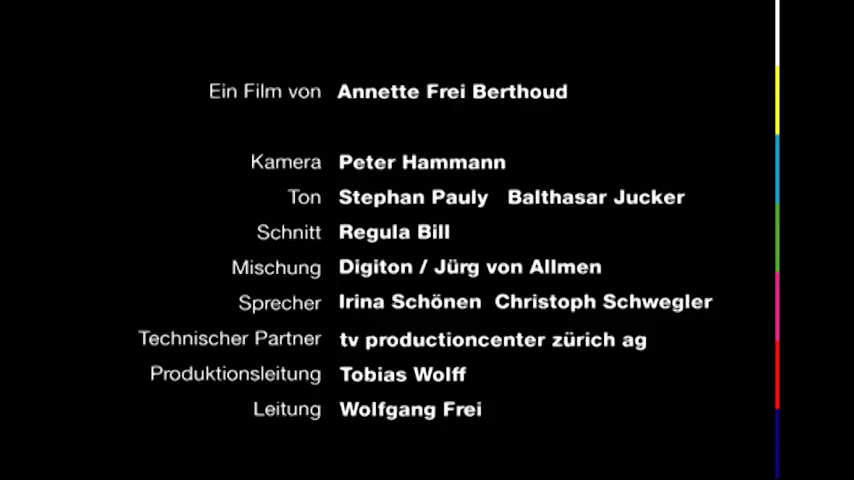 Ein Film von Annette Frei Berthoud
Kamera Peter Hammann
Ton Stephan Pauly Balthasar Jucker
Schnitt Regula Bill
Mischung Digiton / Jürg von Allmen
Sprecher Irina Schönen Christoph Schwegler
Technischer Partner tv productioncenter zürich ag
Produktionsleitung Tobias Wolff
Leitung Wolfgang Frei